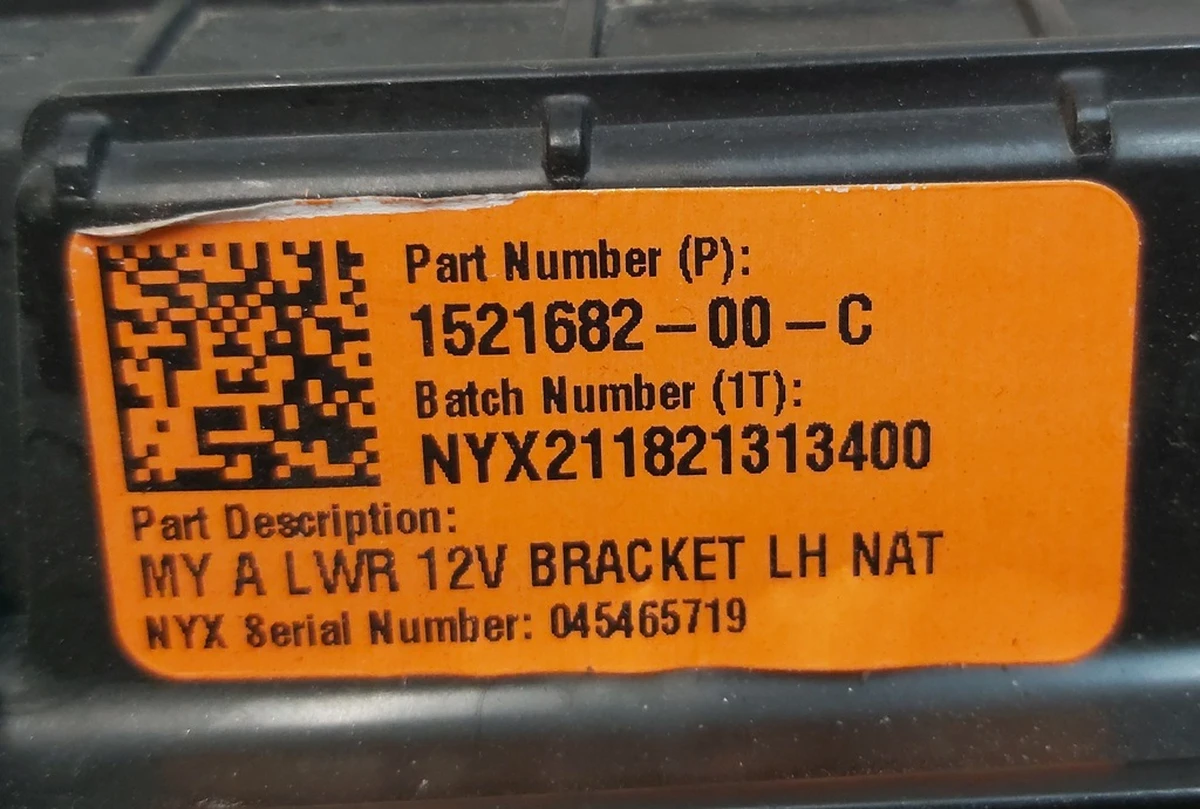 Part Number (P):
1521682-00-C
Batch Number (1T):
NYX211821313400
Part Description:
MY A LWR 12V BRACKET LH NAT
NYX Serial Number: 045465719